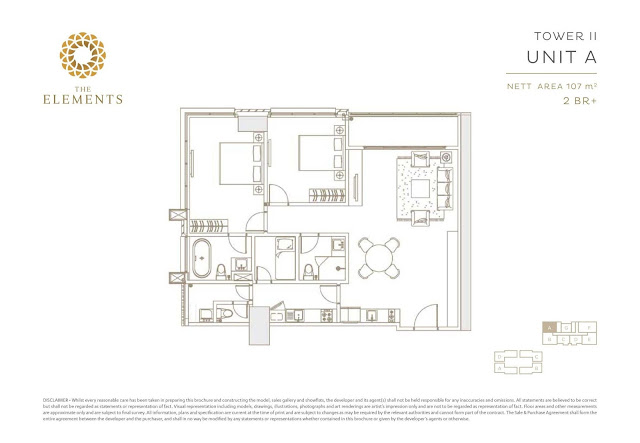 TOWER II
UNIT A
NETT AREA 107 m²
2 BR+
THE
ELEMENTS
DISCLAIMER - While every reasonable care has been taken in preparing this brochure and constructing the model, sales gallery and showflats, the developer and its agent(s) shall not be held responsible for any inaccuracies and omissions. All statements are believed to be correct
but shall not be regarded as statements or representation of fact. Visual representation including models, drawings, illustrations, photographs and art renderings are artist's impression only and are not to be regarded as representation of fact. Floor areas and other measurements
are approximate only and are subject to final survey. All information, plans and specification are current at the time of print and are subject to changes as may be required by the relevant authorities and cannot form part of the contract. The Sale & Purchase Agreement shall form the
entire agreement between the developer and the purchaser, and shall in no way be modified by any statements or representations whether contained in this brochure or given by the developer's agents or otherwise.